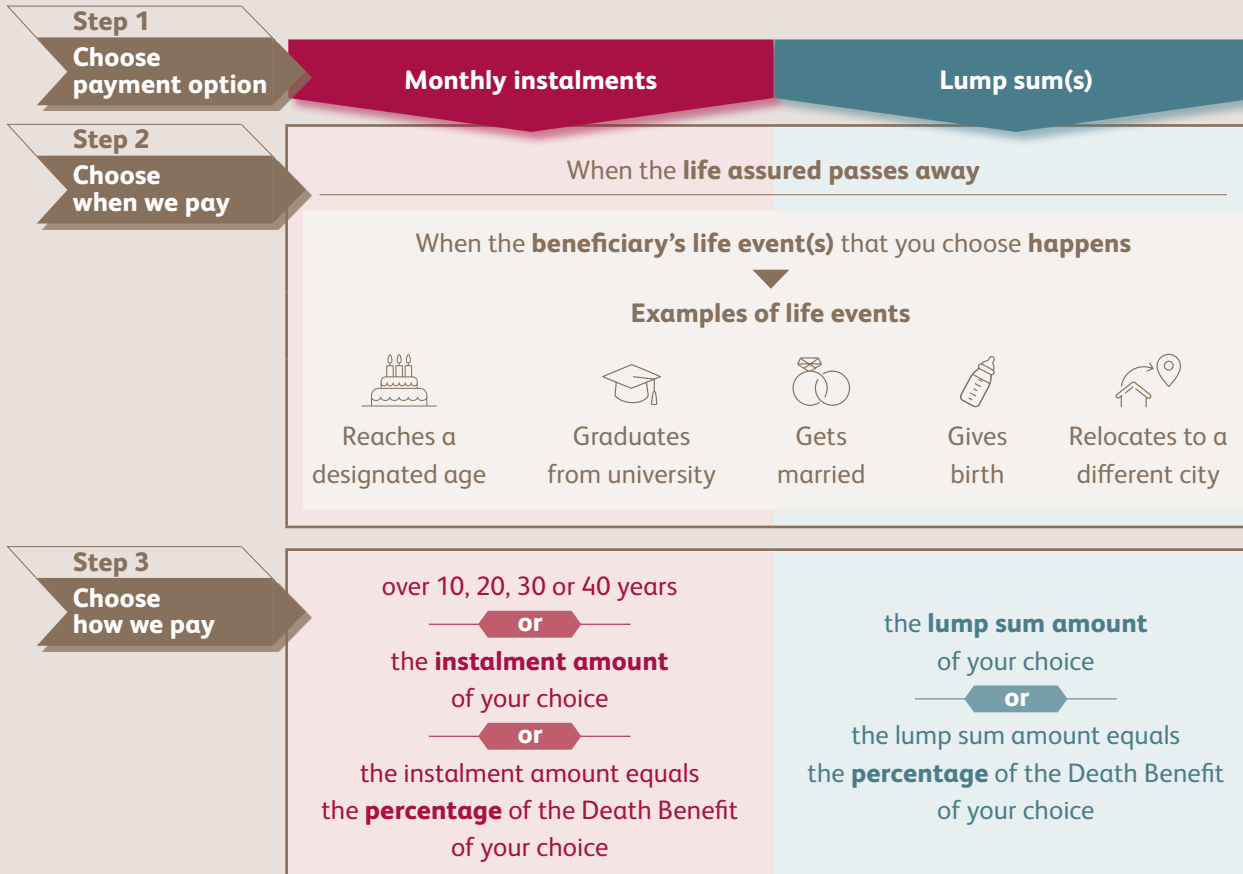 Step 1
Choose
payment option
Monthly instalments
Lump sum(s)
Step 2
Choose
when we pay
When the life assured passes away
When the beneficiary’s life event(s) that you choose happens
Examples of life events
Reaches a
designated age
Graduates
from university
Gets
married
Gives
birth
Relocates to a
different city
Step 3
Choose
how we pay
over 10, 20, 30 or 40 years
or
the instalment amount
of your choice
or
the instalment amount equals
the percentage of the Death Benefit
of your choice
the lump sum amount
of your choice
or
the lump sum amount equals
the percentage of the Death Benefit
of your choice